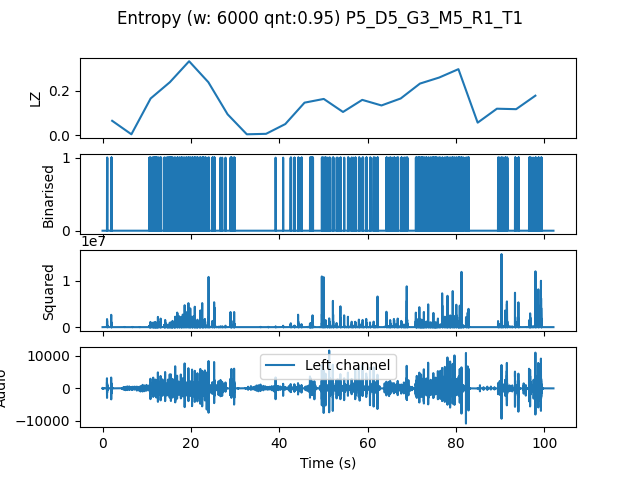 Entropy (w: 6000 qnt:0.95) P5_D5_G3_M5_R1_T1
LZ
0.2
0.0
Binarised
1
0
1e7
Squared
1
0
Audio
10000
0
−10000
Left channel
0 20 40 60 80 100
Time (s)